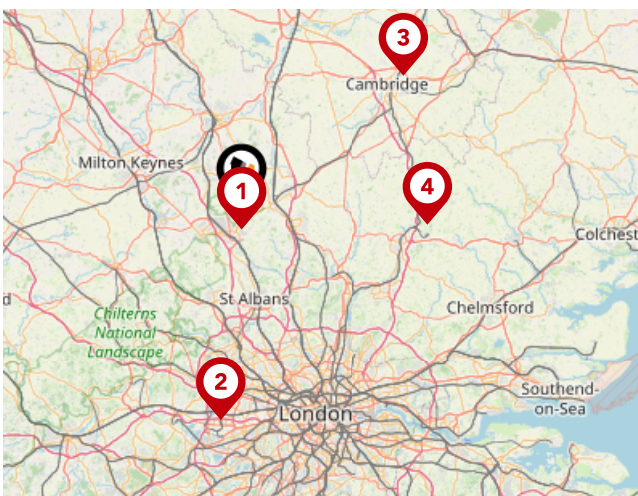 3
Cambridge
Milton Keynes
1
4
Colchest
d
St Albans
Chilterns
National
Landscape
Chelmsford
2
Southend-
on-Sea
London